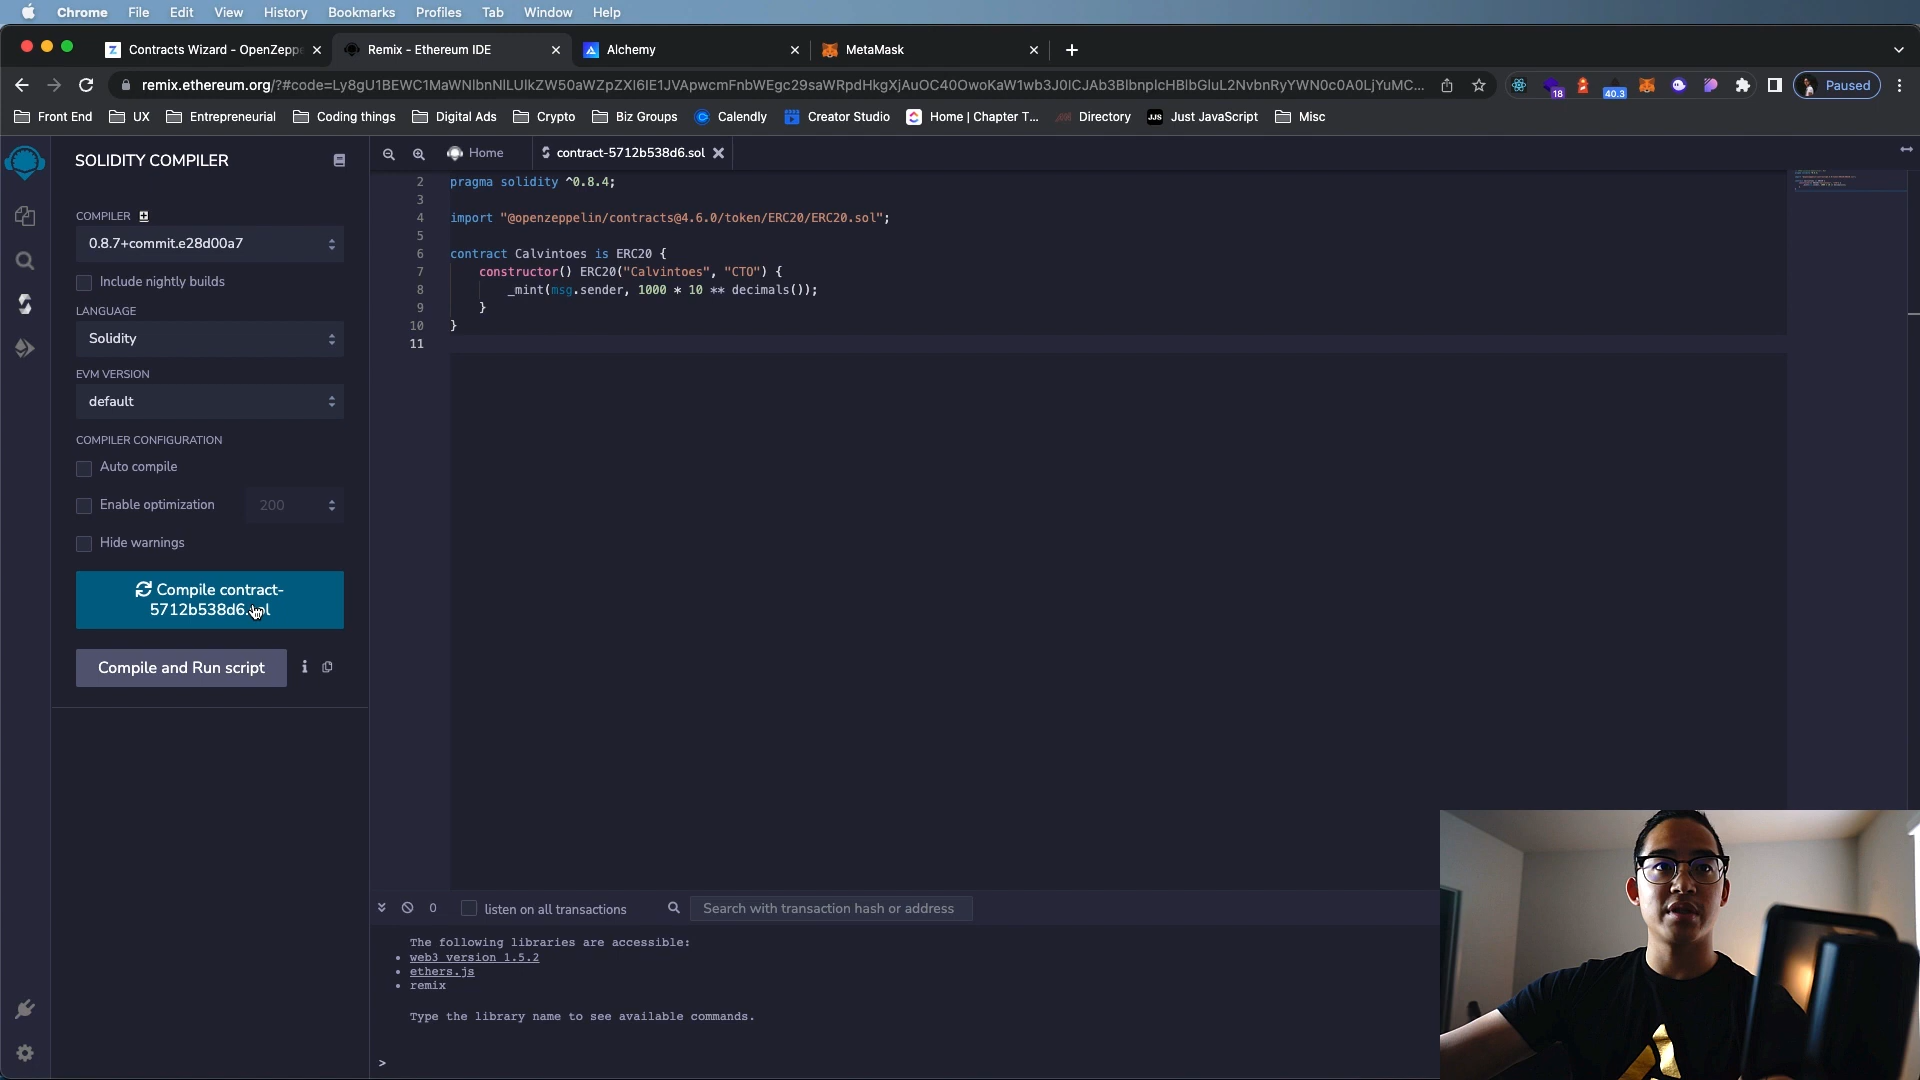 Chrome File Edit View History Bookmarks Profiles Tab Window Help
Contracts Wizard - OpenZeppe
Remix - Ethereum IDE
Alchemy
MetaMask
remix.ethereum.org/?#code=Ly8gU1BEWC1MaWNlbnNlLUlkZW50aWZpZXI6IE1JVApwcmFnbWEgc29saWRpdHkgXjAuOC40OwoKaW1wb3J0ICJAb3BlbnplcHBlbGluL2NvbnRyYWN0c0A0LjYuMC...
18
40.3
Paused
Front End UX Entrepreneurial Coding things Digital Ads Crypto Biz Groups Calendly Creator Studio Home | Chapter T... Directory JJS Just JavaScript Misc
SOLIDITY COMPILER
COMPILER
0.8.7+commit.e28d00a7
Include nightly builds
LANGUAGE
Solidity
EVM VERSION
default
COMPILER CONFIGURATION
Auto compile
Enable optimization 200
Hide warnings
Compile contract-
5712b538d6.sol
Compile and Run script
Home contract-5712b538d6.sol
2 pragma solidity ^0.8.4;
3
4 import "@openzeppelin/contracts@4.6.0/token/ERC20/ERC20.sol";
5
6 contract Calvintoes is ERC20 {
7 constructor() ERC20("Calvintoes", "CTO") {
8 _mint(msg.sender, 1000 * 10 ** decimals());
9 }
10 }
11
0 listen on all transactions Search with transaction hash or address
The following libraries are accessible:
• web3 version 1.5.2
• ethers.js
• remix
Type the library name to see available commands.
>